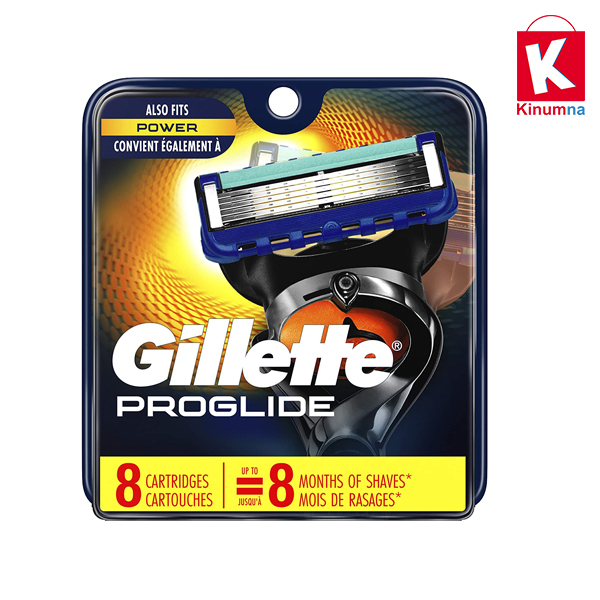 K
Kinumna
ALSO FITS
POWER
CONVIENT ÉGALEMENT À
Gillette®
PROGLIDE
8 CARTRIDGES
CARTOUCHES
UP TO
=
JUSQU'À
8 MONTHS OF SHAVES*
MOIS DE RASAGES*